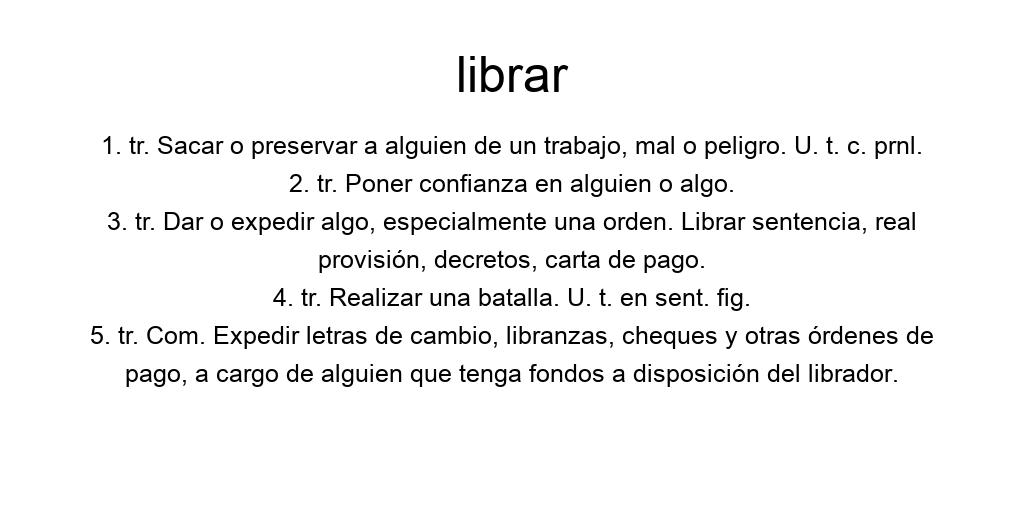 librar
1. tr. Sacar o preservar a alguien de un trabajo, mal o peligro. U. t. c. prnl.
2. tr. Poner confianza en alguien o algo.
3. tr. Dar o expedir algo, especialmente una orden. Librar sentencia, real
provisión, decretos, carta de pago.
4. tr. Realizar una batalla. U. t. en sent. fig.
5. tr. Com. Expedir letras de cambio, libranzas, cheques y otras órdenes de
pago, a cargo de alguien que tenga fondos a disposición del librador.